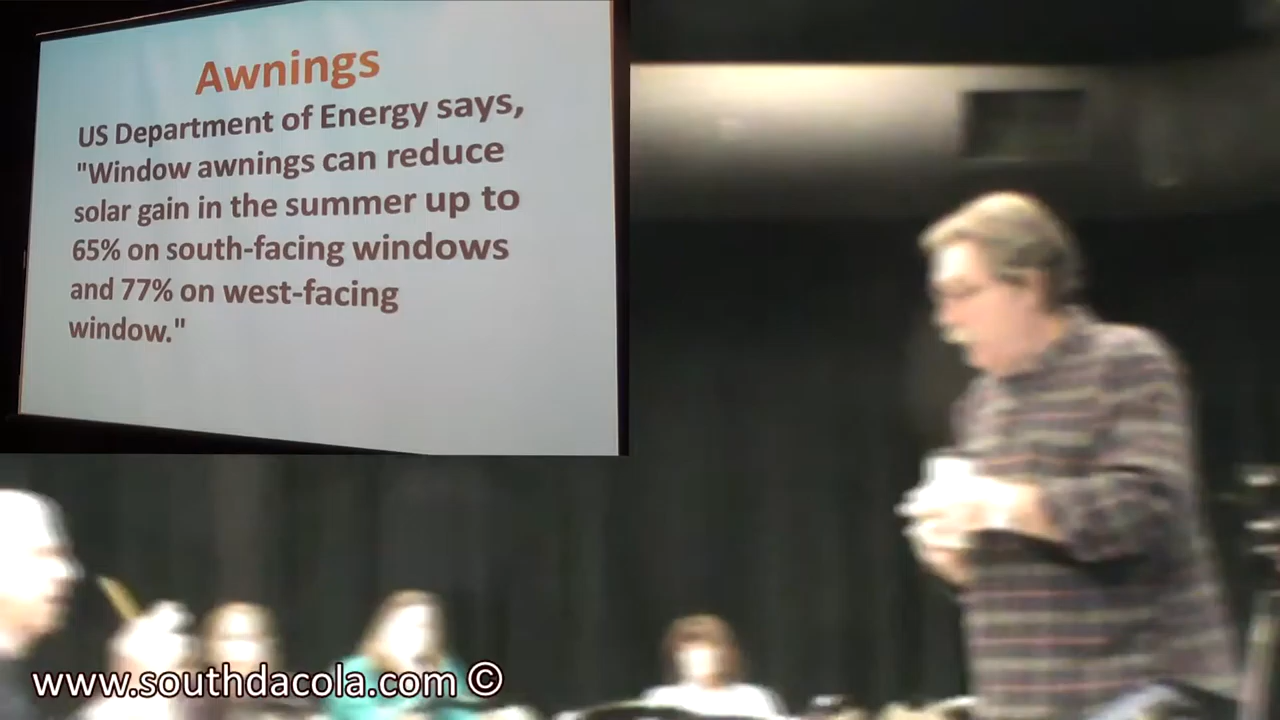 Awnings
US Department of Energy says,
"Window awnings can reduce
solar gain in the summer up to
65% on south-facing windows
and 77% on west-facing
window."
www.southdacola.com ©